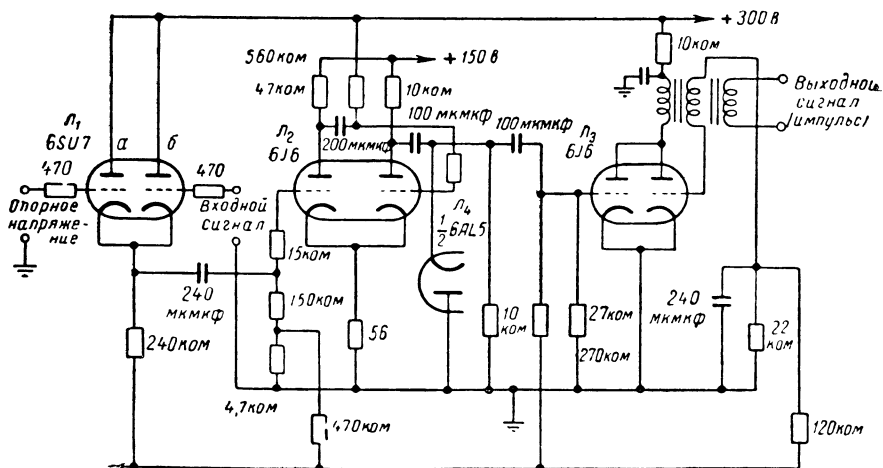 + 300 в
10 ком
560 ком
+ 150 в
47 ком
10 ком
Выходной
сигнал
(импульс)
Л₁
6SU7
а
б
Л₂
6J6
100 мкмкф
200 мкмкф
100 мкмкф
Л₃
6J6
470
470
Опорное
напряже-
ние
Входной
сигнал
Л₄
½ 6AL5
15 ком
240
мкмкф
150 ком
240 ком
56
10
ком
27 ком
270 ком
240
мкмкф
22
ком
4,7 ком
470 ком
120 ком